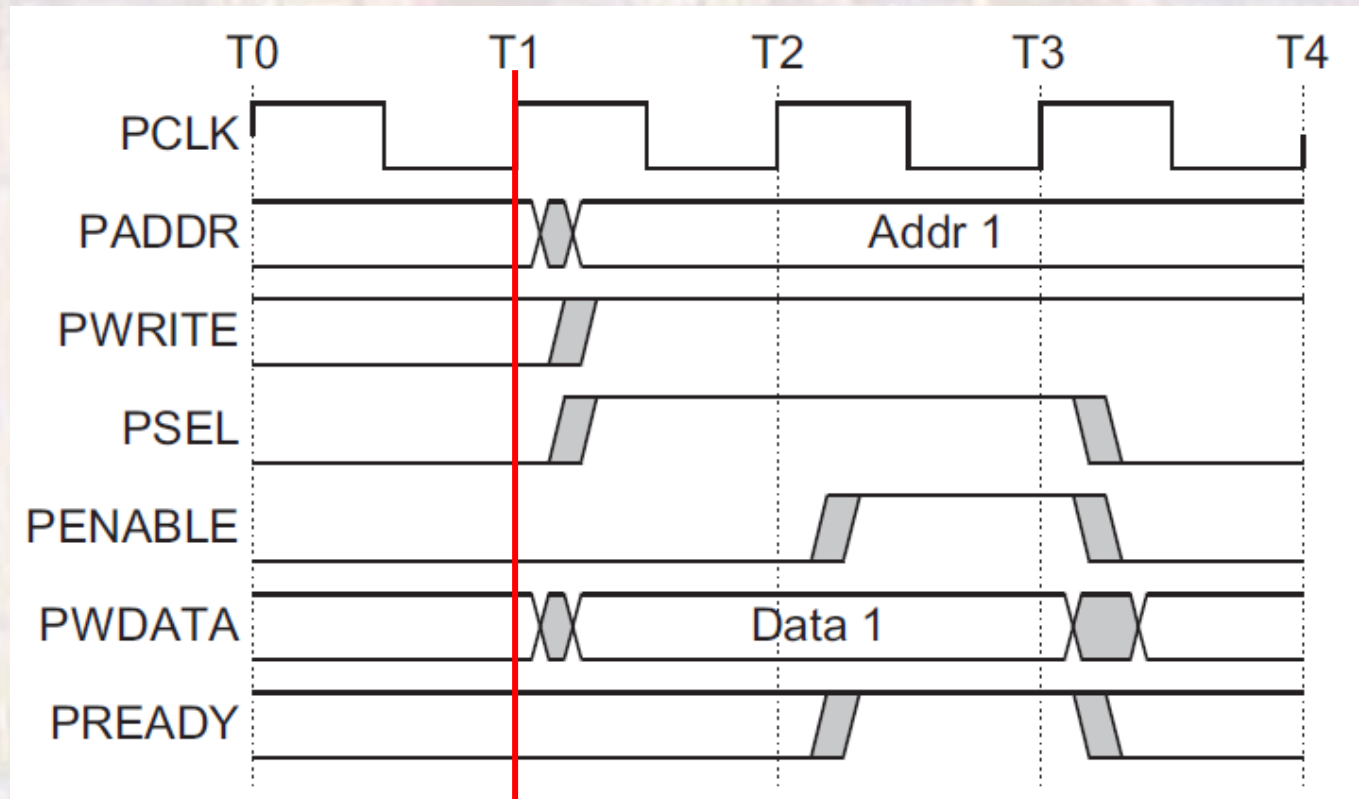 T0 T1 T2 T3 T4
PCLK
PADDR Addr 1
PWRITE
PSEL
PENABLE
PWDATA Data 1
PREADY